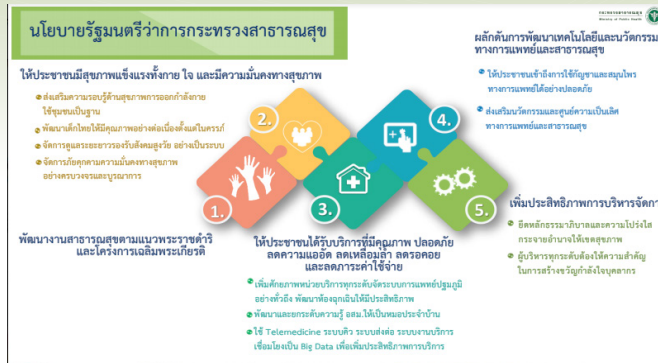 กระทรวงสาธารณสุข
Ministry of Public Health
นโยบายรัฐมนตรีว่าการกระทรวงสาธารณสุข
ให้ประชาชนมีสุขภาพแข็งแรงทั้งกาย ใจ และมีความมั่นคงทางสุขภาพ
ส่งเสริมความรอบรู้ด้านสุขภาพการออกกำลังกาย
ใช้ชุมชนเป็นฐาน
พัฒนาเด็กไทยให้มีคุณภาพอย่างต่อเนื่องตั้งแต่ในครรภ์
จัดการดูแลระยะยาวรองรับสังคมสูงวัย อย่างเป็นระบบ
จัดการภัยคุกคามความมั่นคงทางสุขภาพ
อย่างครบวงจรและบูรณาการ
ผลักดันการพัฒนาเทคโนโลยีและนวัตกรรม
ทางการแพทย์และสาธารณสุข
ให้ประชาชนเข้าถึงการใช้กัญชาและสมุนไพร
ทางการแพทย์ได้อย่างปลอดภัย
ส่งเสริมนวัตกรรมและศูนย์ความเป็นเลิศ
ทางการแพทย์และสาธารณสุข
1.
2.
3.
4.
5.
พัฒนางานสาธารณสุขตามแนวพระราชดำริ
และโครงการเฉลิมพระเกียรติ
ให้ประชาชนได้รับบริการที่มีคุณภาพ ปลอดภัย
ลดความแออัด ลดเหลื่อมล้ำ ลดรอคอย
และลดภาระค่าใช้จ่าย
เพิ่มศักยภาพหน่วยบริการทุกระดับจัดระบบการแพทย์ปฐมภูมิ
อย่างทั่วถึง พัฒนาห้องฉุกเฉินให้มีประสิทธิภาพ
พัฒนาและยกระดับความรู้ อสม.ให้เป็นหมอประจำบ้าน
ใช้ Telemedicine ระบบคิว ระบบส่งต่อ ระบบงานบริการ
เชื่อมโยงเป็น Big Data เพื่อเพิ่มประสิทธิภาพการบริการ
เพิ่มประสิทธิภาพการบริหารจัดก
ยึดหลักธรรมาภิบาลและความโปร่งใส
กระจายอำนาจให้เขตสุขภาพ
ผู้บริหารทุกระดับต้องให้ความสำคัญ
ในการสร้างขวัญกำลังใจบุคลากร